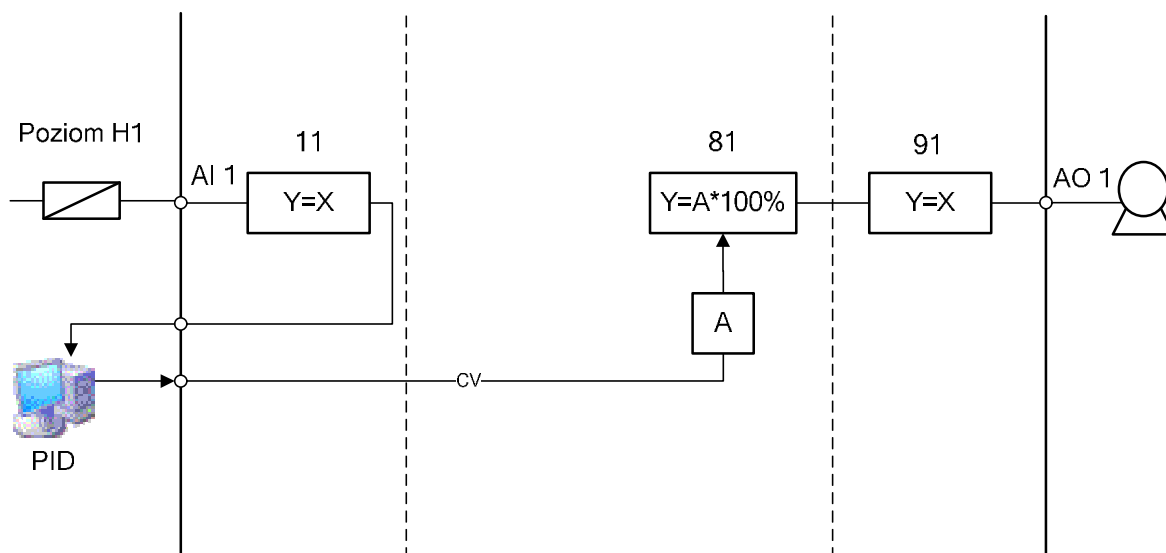 Poziom H1
AI 1
11
Y=X
81
Y=A*100%
91
Y=X
AO 1
A
CV
PID